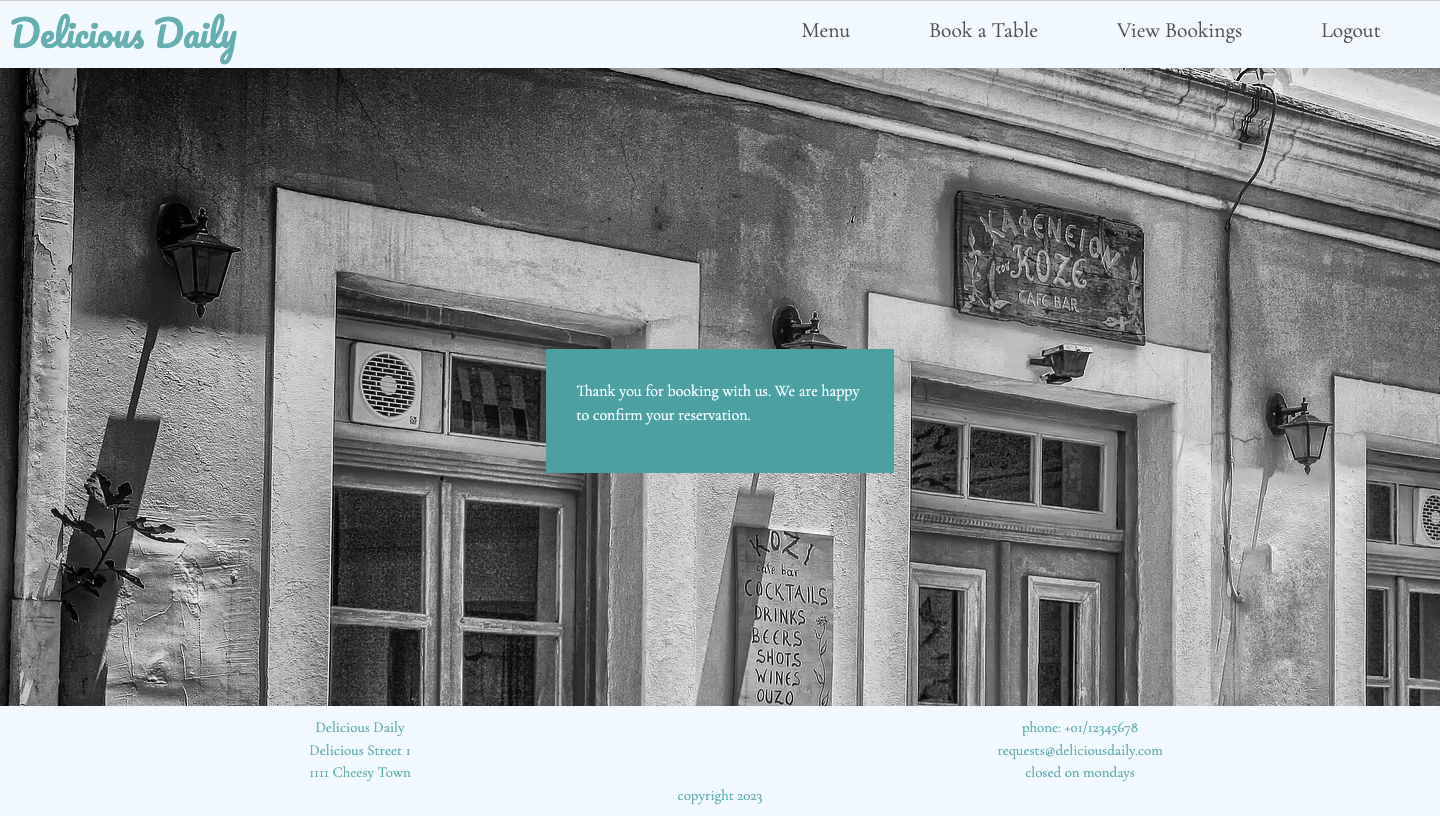 Delicious Daily
Menu
Book a Table
View Bookings
Logout
ΚΑΦΕΝΕΙΟΝ
του
ΚΟΖΕ
CAFE BAR
Thank you for booking with us. We are happy
to confirm your reservation.
KOZI
cafe bar
COCKTAILS
DRINKS
BEERS
SHOTS
WINES
OUZO
Delicious Daily
Delicious Street 1
1111 Cheesy Town
phone: +01/12345678
requests@deliciousdaily.com
closed on mondays
copyright 2023